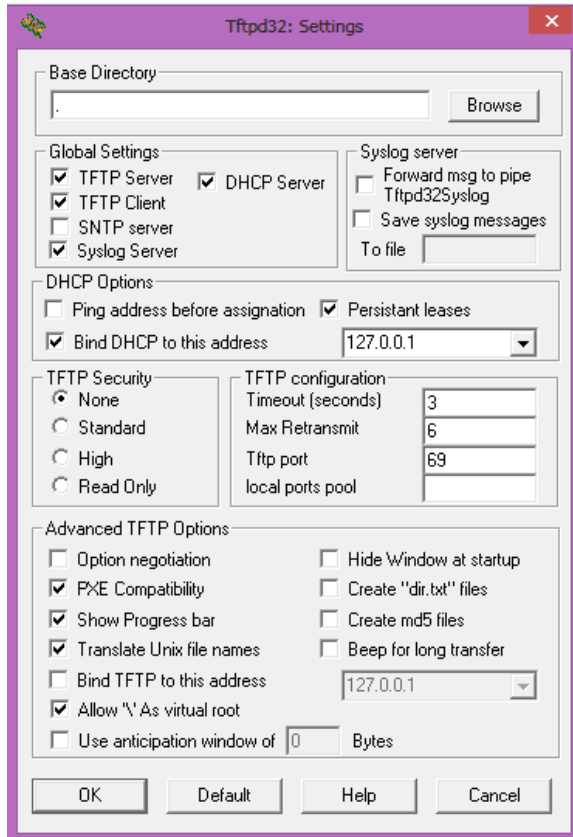 Tftpd32: Settings
Base Directory
.
Browse
Global Settings
TFTP Server
DHCP Server
TFTP Client
SNTP server
Syslog Server
Syslog server
Forward msg to pipe
Tftpd32Syslog
Save syslog messages
To file
DHCP Options
Ping address before assignation
Persistant leases
Bind DHCP to this address
127.0.0.1
TFTP Security
None
Standard
High
Read Only
TFTP configuration
Timeout (seconds) 3
Max Retransmit 6
Tftp port 69
local ports pool
Advanced TFTP Options
Option negotiation
PXE Compatibility
Show Progress bar
Translate Unix file names
Bind TFTP to this address
Allow '\' As virtual root
Use anticipation window of 0 Bytes
Hide Window at startup
Create "dir.txt" files
Create md5 files
Beep for long transfer
127.0.0.1
OK
Default
Help
Cancel